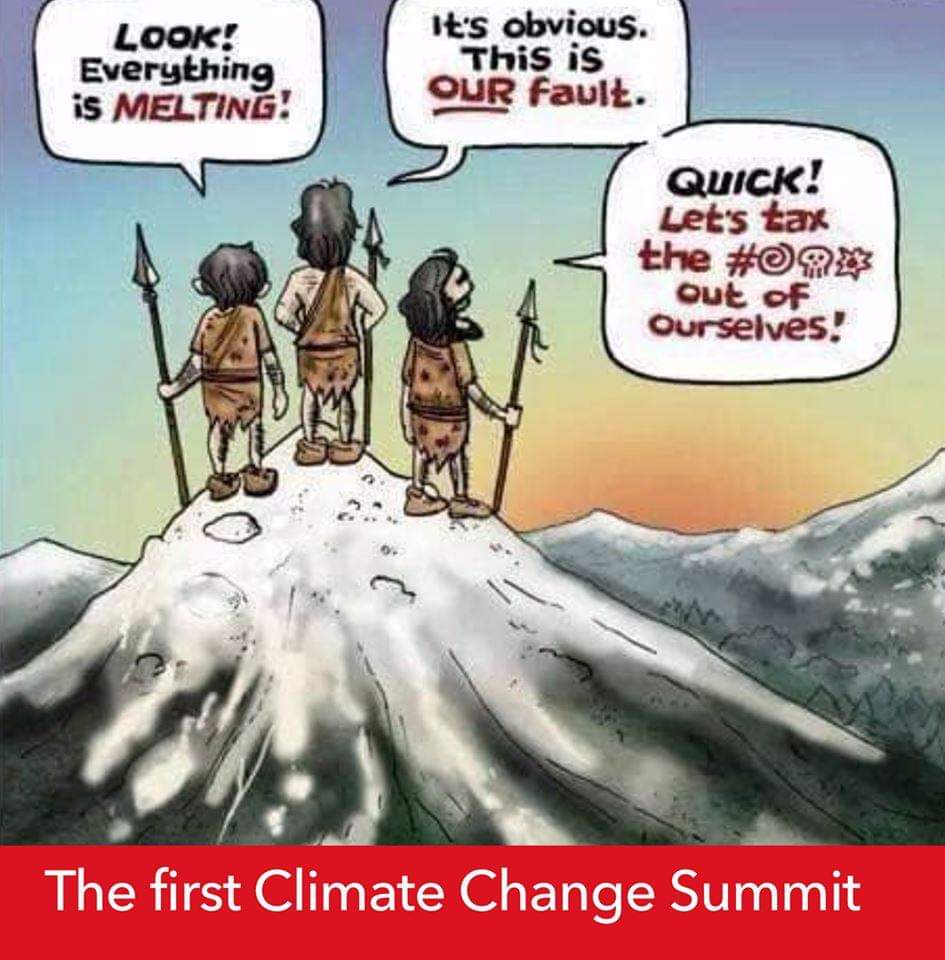 LOOK!
Everything
is MELTING!
It's obvious.
This is
OUR fault.
QUICK!
Let's tax
the #@☠💥
out of
ourselves!
The first Climate Change Summit